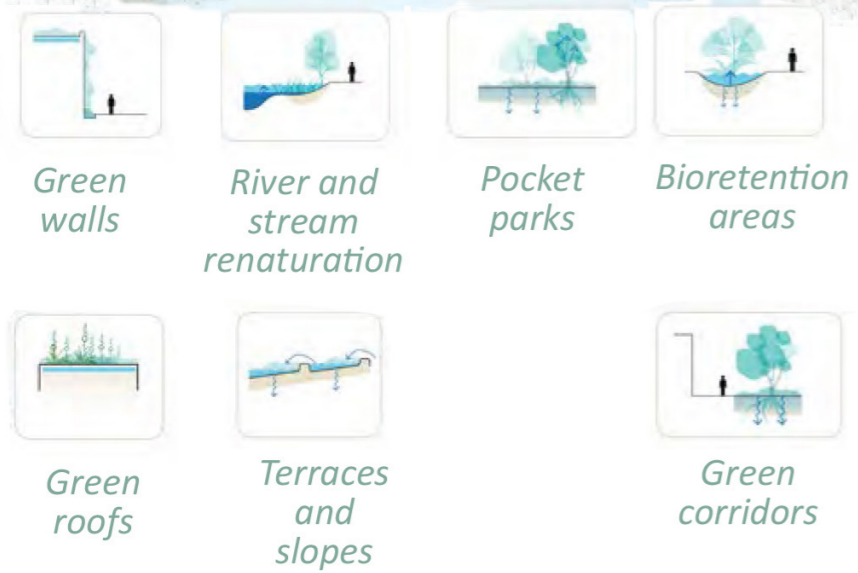 Green
walls
River and
stream
renaturation
Pocket
parks
Bioretention
areas
Green
roofs
Terraces
and
slopes
Green
corridors